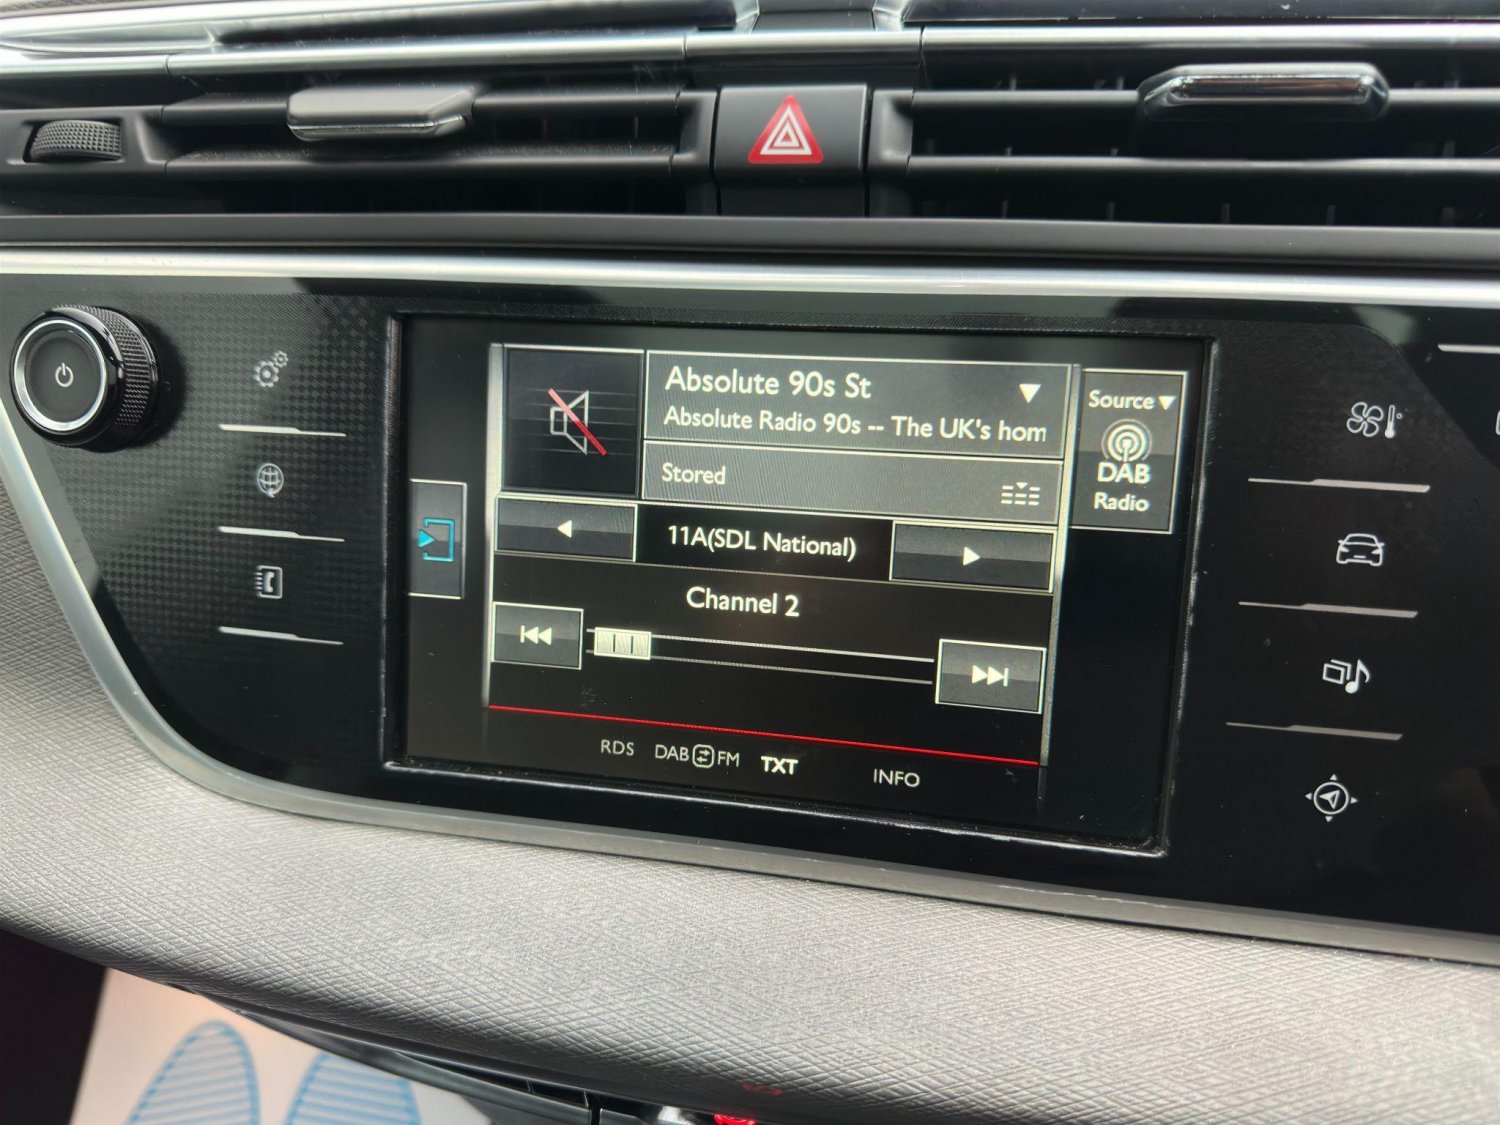 Absolute 90s St
Absolute Radio 90s -- The UK's hom
Source
DAB
Radio
Stored
11A(SDL National)
Channel 2
RDS DAB FM TXT INFO